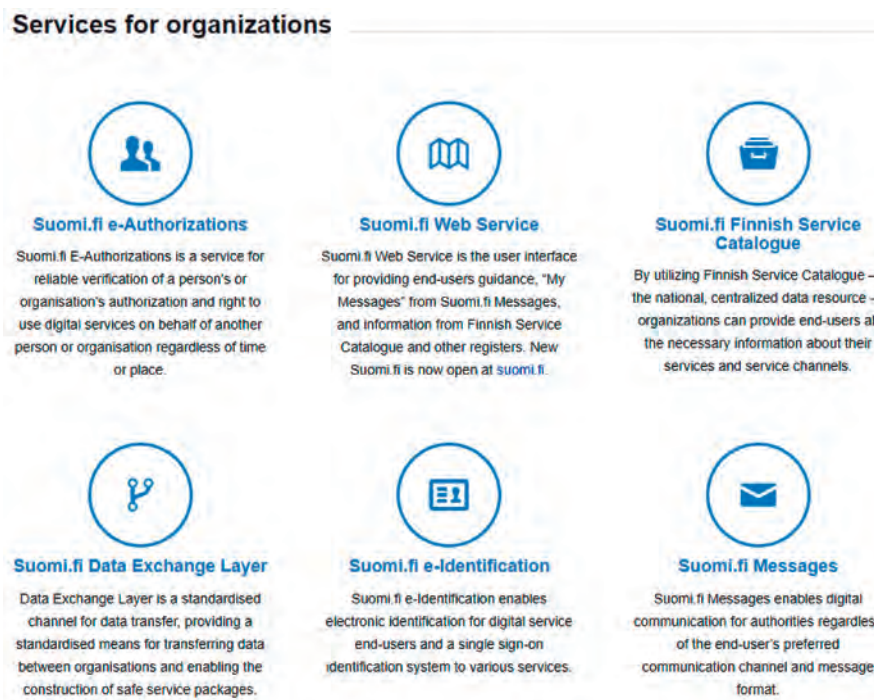 Services for organizations
Suomi.fi e-Authorizations
Suomi.fi E-Authorizations is a service for
reliable verification of a person's or
organisation's authorization and right to
use digital services on behalf of another
person or organisation regardless of time
or place.
Suomi.fi Web Service
Suomi.fi Web Service is the user interface
for providing end-users guidance, "My
Messages" from Suomi.fi Messages,
and information from Finnish Service
Catalogue and other registers. New
Suomi.fi is now open at suomi.fi.
Suomi.fi Finnish Service
Catalogue
By utilizing Finnish Service Catalogue –
the national, centralized data resource –
organizations can provide end-users al
the necessary information about their
services and service channels.
Suomi.fi Data Exchange Layer
Data Exchange Layer is a standardised
channel for data transfer, providing a
standardised means for transferring data
between organisations and enabling the
construction of safe service packages.
Suomi.fi e-Identification
Suomi.fi e-Identification enables
electronic identification for digital service
end-users and a single sign-on
identification system to various services.
Suomi.fi Messages
Suomi.fi Messages enables digital
communication for authorities regardles
of the end-user's preferred
communication channel and message
format.